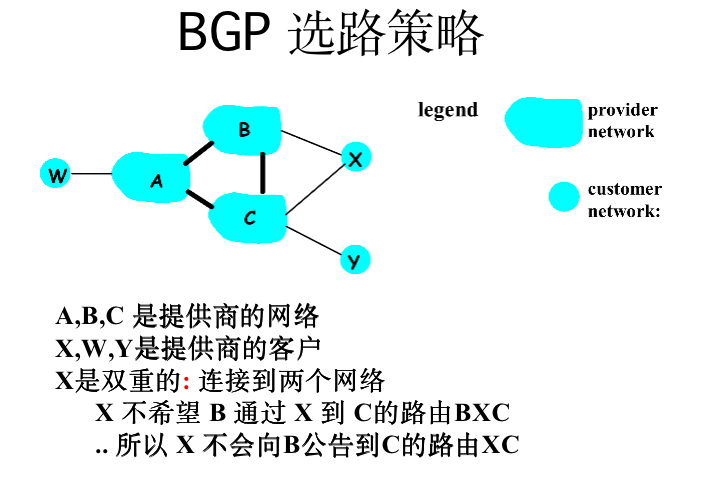 BGP 选路策略
legend
provider
network
customer
network:
B
X
W
A
C
Y
A,B,C 是提供商的网络
X,W,Y是提供商的客户
X是双重的: 连接到两个网络
X 不希望 B 通过 X 到 C的路由BXC
.. 所以 X 不会向B公告到C的路由XC